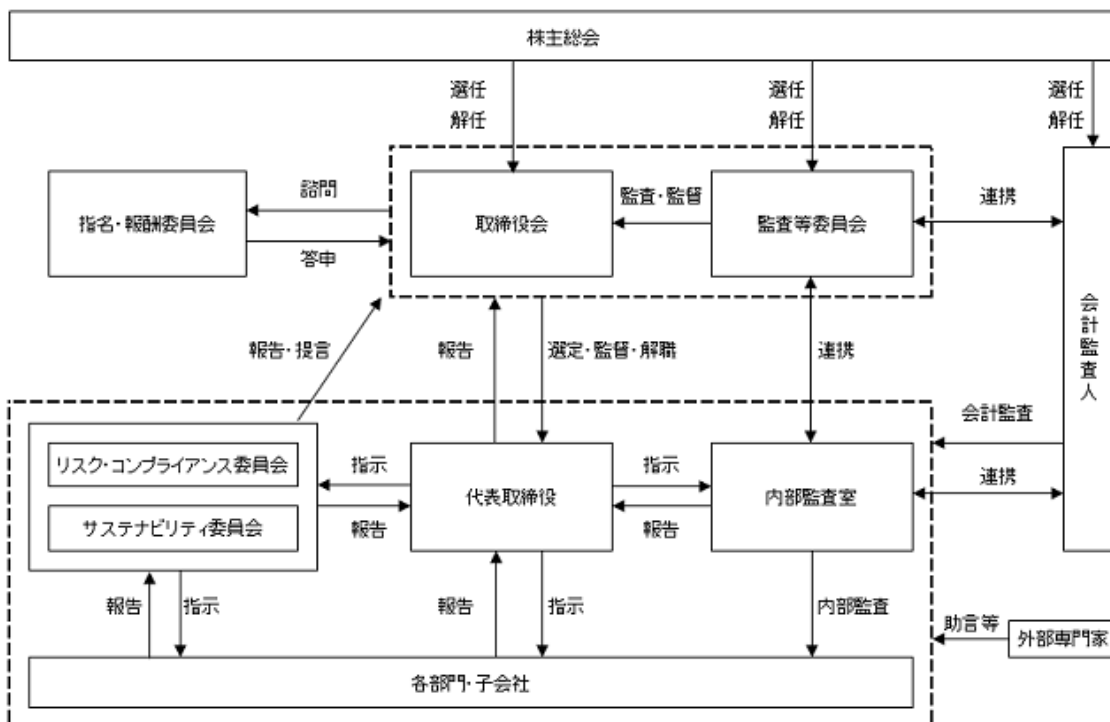 株主総会
選任
解任
選任
解任
選任
解任
指名・報酬委員会
諮問
答申
取締役会
監査・監督
監査等委員会
連携
会計監査人
報告・提言
報告
選定・監督・解職
連携
会計監査
リスク・コンプライアンス委員会
サステナビリティ委員会
指示
報告
代表取締役
指示
報告
内部監査室
連携
報告
指示
報告
指示
内部監査
助言等
外部専門家
各部門・子会社